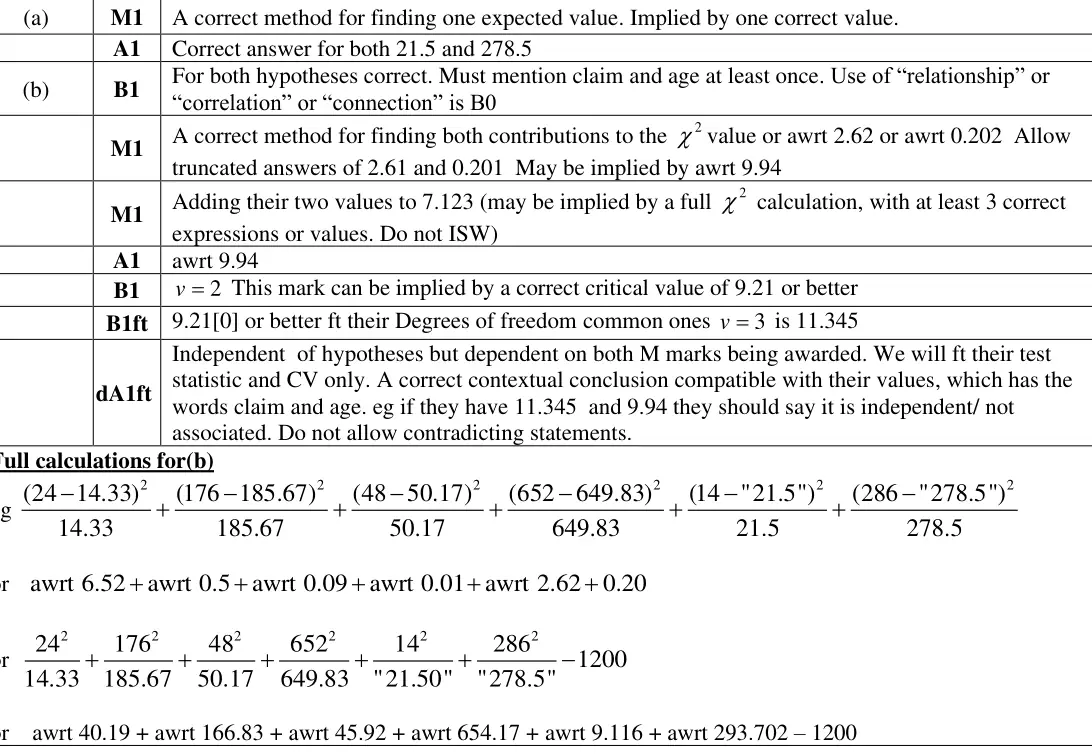 (a) M1 A correct method for finding one expected value. Implied by one correct value.
A1 Correct answer for both 21.5 and 278.5
(b) B1 For both hypotheses correct. Must mention claim and age at least once. Use of “relationship” or
“correlation” or “connection” is B0
M1 A correct method for finding both contributions to the χ² value or awrt 2.62 or awrt 0.202 Allow
truncated answers of 2.61 and 0.201 May be implied by awrt 9.94
M1 Adding their two values to 7.123 (may be implied by a full χ² calculation, with at least 3 correct
expressions or values. Do not ISW)
A1 awrt 9.94
B1 ν = 2 This mark can be implied by a correct critical value of 9.21 or better
B1ft 9.21[0] or better ft their Degrees of freedom common ones ν = 3 is 11.345
dA1ft Independent of hypotheses but dependent on both M marks being awarded. We will ft their test
statistic and CV only. A correct contextual conclusion compatible with their values, which has the
words claim and age. eg if they have 11.345 and 9.94 they should say it is independent/ not
associated. Do not allow contradicting statements.
Full calculations for(b)
g (24−14.33)²/14.33 + (176−185.67)²/185.67 + (48−50.17)²/50.17 + (652−649.83)²/649.83 + (14−"21.5")²/21.5 + (286−"278.5")²/278.5
or awrt 6.52 + awrt 0.5 + awrt 0.09 + awrt 0.01 + awrt 2.62 + 0.20
or 24²/14.33 + 176²/185.67 + 48²/50.17 + 652²/649.83 + 14²/"21.50" + 286²/"278.5" −1200
or awrt 40.19 + awrt 166.83 + awrt 45.92 + awrt 654.17 + awrt 9.116 + awrt 293.702 – 1200